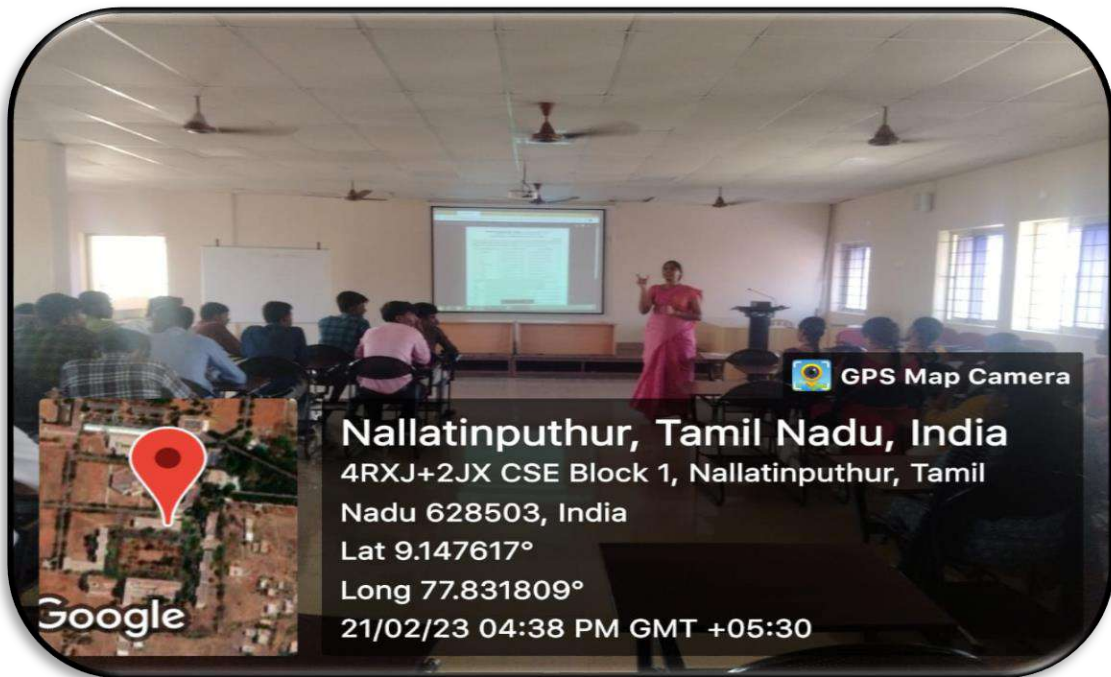 GPS Map Camera
Nallatinputhur, Tamil Nadu, India
4RXJ+2JX CSE Block 1, Nallatinputhur, Tamil
Nadu 628503, India
Lat 9.147617°
Long 77.831809°
21/02/23 04:38 PM GMT +05:30
Google